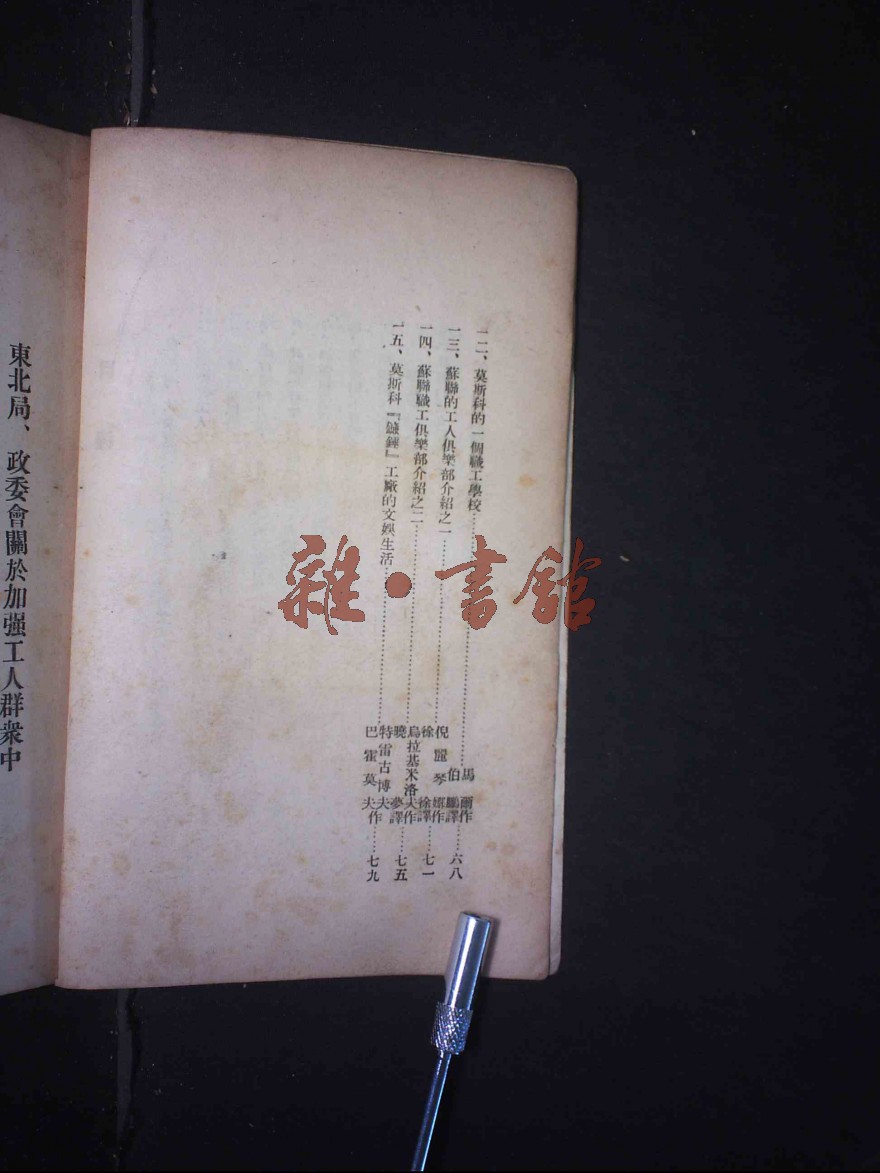 一二、莫斯科的一個職工學校……馬爾作 伯鵬譯……六八
一三、蘇聯的工人俱樂部介紹之一……倪麗琴 作 徐徐譯……七一
一四、蘇聯職工俱樂部介紹之二……烏拉基米洛夫作 曉夢譯……七五
一五、莫斯科『鐮錘』工廠的文娛生活……特雷古博夫 巴霍莫夫作……七九
東北局、政委會關於加强工人群衆中
雜·書館